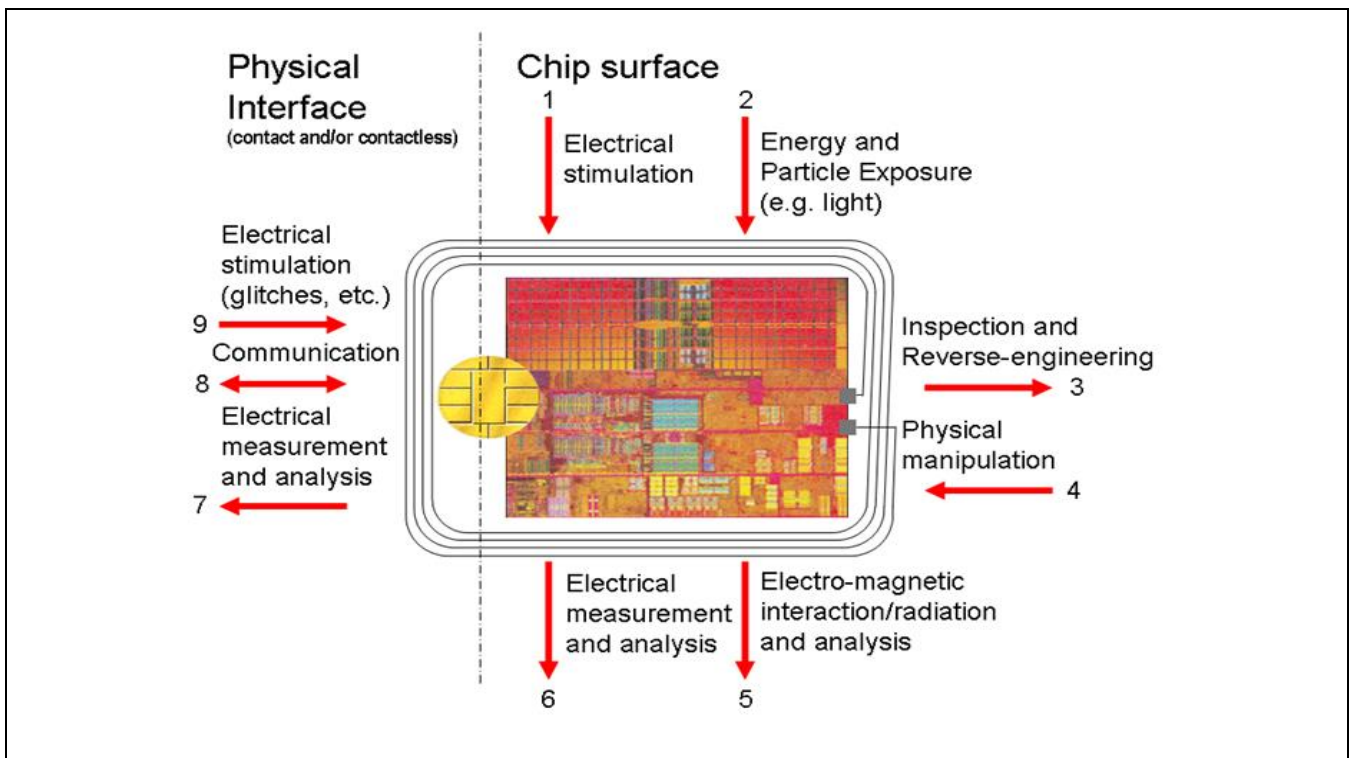 Physical
Interface
(contact and/or contactless)
Chip surface
1
Electrical
stimulation
2
Energy and
Particle Exposure
(e.g. light)
Electrical
stimulation
(glitches, etc.)
9
Communication
8
Electrical
measurement
and analysis
7
Inspection and
Reverse-engineering
3
Physical
manipulation
4
Electrical
measurement
and analysis
6
Electro-magnetic
interaction/radiation
and analysis
5